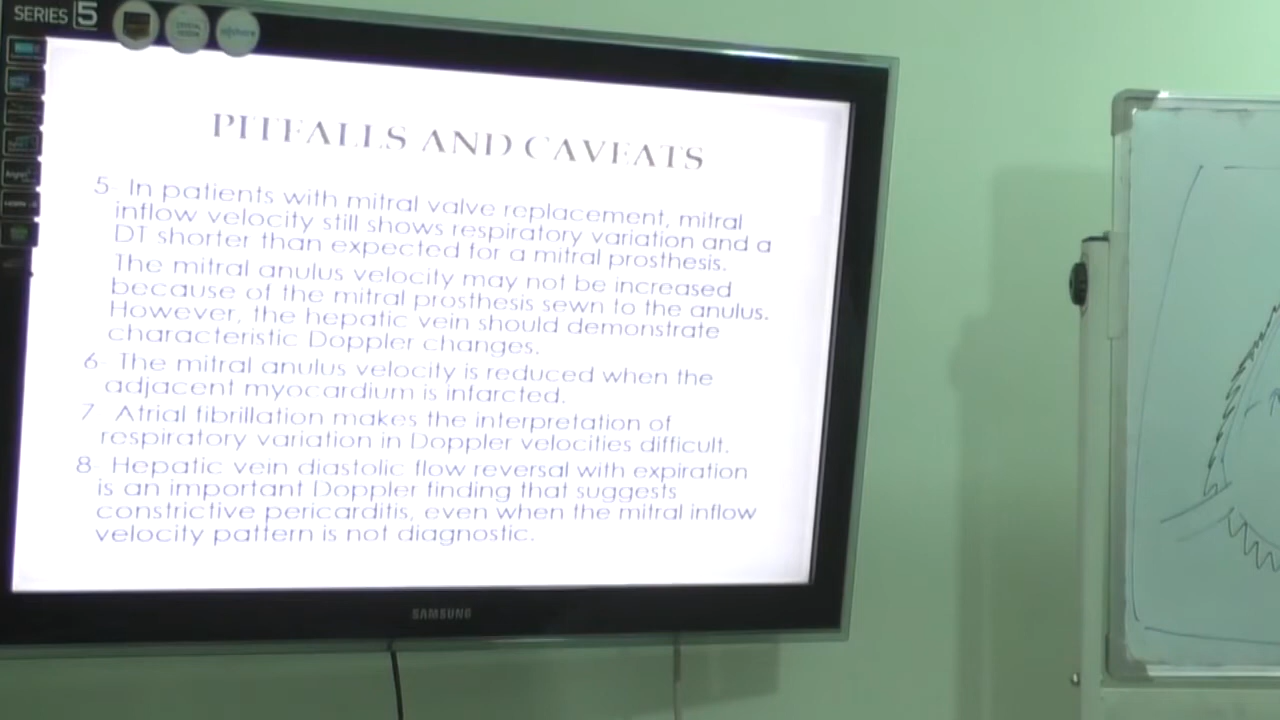 SERIES 5
PITFALLS AND CAVEATS
5- In patients with mitral valve replacement, mitral
inflow velocity still shows respiratory variation and a
DT shorter than expected for a mitral prosthesis.
The mitral anulus velocity may not be increased
because of the mitral prosthesis sewn to the anulus.
However, the hepatic vein should demonstrate
characteristic Doppler changes.
6- The mitral anulus velocity is reduced when the
adjacent myocardium is infarcted.
7 Atrial fibrillation makes the interpretation of
respiratory variation in Doppler velocities difficult.
8- Hepatic vein diastolic flow reversal with expiration
is an important Doppler finding that suggests
constrictive pericarditis, even when the mitral inflow
velocity pattern is not diagnostic.
SAMSUNG